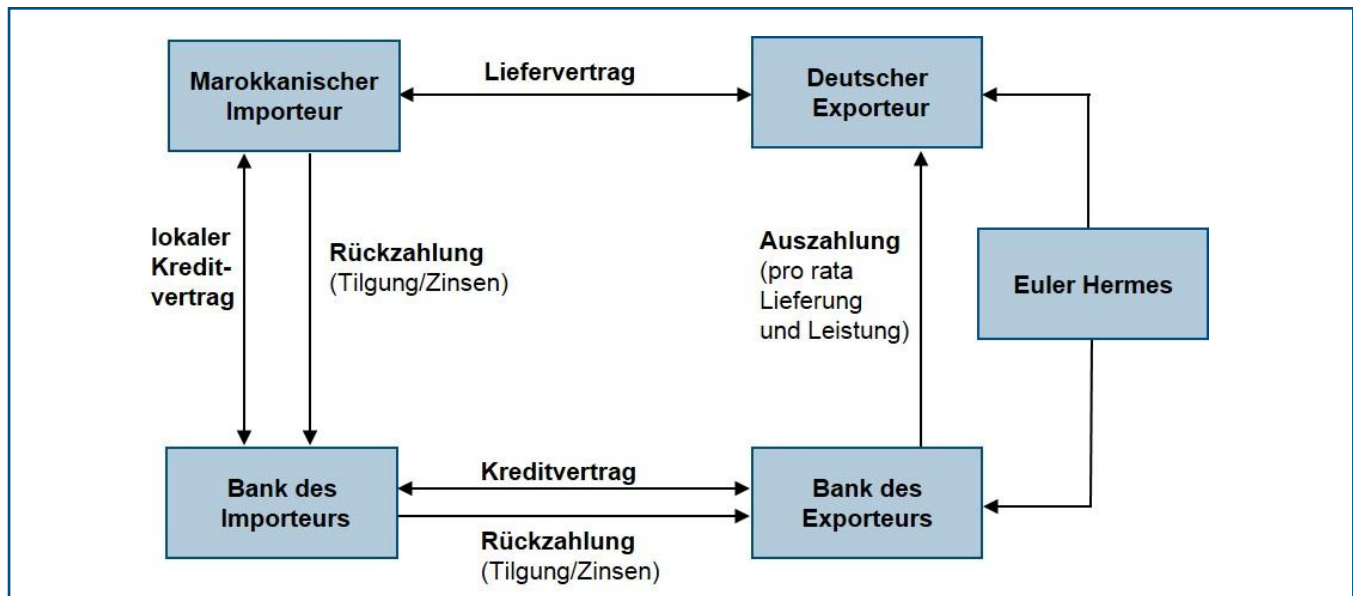 Marokkanischer
Importeur
Liefervertrag
Deutscher
Exporteur
lokaler
Kredit-
vertrag
Rückzahlung
(Tilgung/Zinsen)
Auszahlung
(pro rata
Lieferung
und Leistung)
Euler Hermes
Bank des
Importeurs
Kreditvertrag
Rückzahlung
(Tilgung/Zinsen)
Bank des
Exporteurs